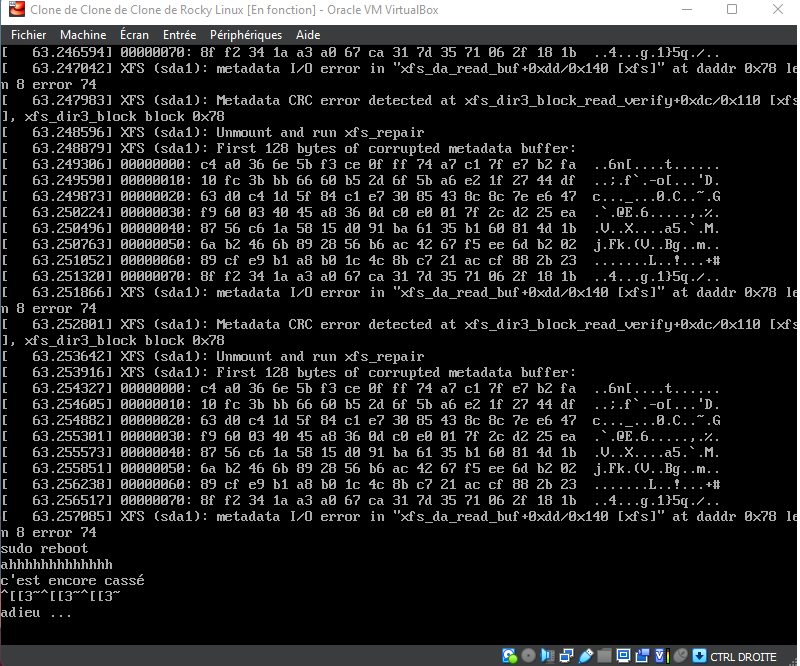 Clone de Clone de Clone de Rocky Linux [En fonction] - Oracle VM VirtualBox
Fichier Machine Écran Entrée Périphériques Aide
[ 63.246594] 00000070: 8f f2 34 1a a3 a0 67 ca 31 7d 35 71 06 2f 18 1b ..4...g.1}5q./..
[ 63.247042] XFS (sda1): metadata I/O error in "xfs_da_read_buf+0xdd/0x140 [xfs]" at daddr 0x78 le
n 8 error 74
[ 63.247983] XFS (sda1): Metadata CRC error detected at xfs_dir3_block_read_verify+0xdc/0x110 [xfs
], xfs_dir3_block block 0x78
[ 63.248596] XFS (sda1): Unmount and run xfs_repair
[ 63.248879] XFS (sda1): First 128 bytes of corrupted metadata buffer:
[ 63.249306] 00000000: c4 a0 36 6e 5b f3 ce 0f ff 74 a7 c1 7f e7 b2 fa ..6n[....t......
[ 63.249590] 00000010: 10 fc 3b bb 66 60 b5 2d 6f 5b a6 e2 1f 27 44 df ..;.f`.-o[...'D.
[ 63.249873] 00000020: 63 d0 c4 1d 5f 84 c1 e7 30 85 43 8c 8c 7e e6 47 c..._...0.C..~.G
[ 63.250224] 00000030: f9 60 03 40 45 a8 36 0d c0 e0 01 7f 2c d2 25 ea .`.@E.6.....,.%.
[ 63.250496] 00000040: 87 56 c6 1a 58 15 d0 91 ba 61 35 b1 60 81 4d 1b .V..X....a5.`.M.
[ 63.250763] 00000050: 6a b2 46 6b 89 28 56 b6 ac 42 67 f5 ee 6d b2 02 j.Fk.(V..Bg..m..
[ 63.251052] 00000060: 89 cf e9 b1 a8 b0 1c 4c 8b c7 21 ac cf 88 2b 23 .......L..!...+#
[ 63.251320] 00000070: 8f f2 34 1a a3 a0 67 ca 31 7d 35 71 06 2f 18 1b ..4...g.1}5q./..
[ 63.251866] XFS (sda1): metadata I/O error in "xfs_da_read_buf+0xdd/0x140 [xfs]" at daddr 0x78 le
n 8 error 74
[ 63.252801] XFS (sda1): Metadata CRC error detected at xfs_dir3_block_read_verify+0xdc/0x110 [xfs
], xfs_dir3_block block 0x78
[ 63.253642] XFS (sda1): Unmount and run xfs_repair
[ 63.253916] XFS (sda1): First 128 bytes of corrupted metadata buffer:
[ 63.254327] 00000000: c4 a0 36 6e 5b f3 ce 0f ff 74 a7 c1 7f e7 b2 fa ..6n[....t......
[ 63.254605] 00000010: 10 fc 3b bb 66 60 b5 2d 6f 5b a6 e2 1f 27 44 df ..;.f`.-o[...'D.
[ 63.254882] 00000020: 63 d0 c4 1d 5f 84 c1 e7 30 85 43 8c 8c 7e e6 47 c..._...0.C..~.G
[ 63.255301] 00000030: f9 60 03 40 45 a8 36 0d c0 e0 01 7f 2c d2 25 ea .`.@E.6.....,.%.
[ 63.255573] 00000040: 87 56 c6 1a 58 15 d0 91 ba 61 35 b1 60 81 4d 1b .V..X....a5.`.M.
[ 63.255851] 00000050: 6a b2 46 6b 89 28 56 b6 ac 42 67 f5 ee 6d b2 02 j.Fk.(V..Bg..m..
[ 63.256238] 00000060: 89 cf e9 b1 a8 b0 1c 4c 8b c7 21 ac cf 88 2b 23 .......L..!...+#
[ 63.256517] 00000070: 8f f2 34 1a a3 a0 67 ca 31 7d 35 71 06 2f 18 1b ..4...g.1}5q./..
[ 63.257085] XFS (sda1): metadata I/O error in "xfs_da_read_buf+0xdd/0x140 [xfs]" at daddr 0x78 le
n 8 error 74
sudo reboot
ahhhhhhhhhhhhh
c'est encore cassé
^[[3~^[[3~^[[3~
adieu ...
CTRL DROITE